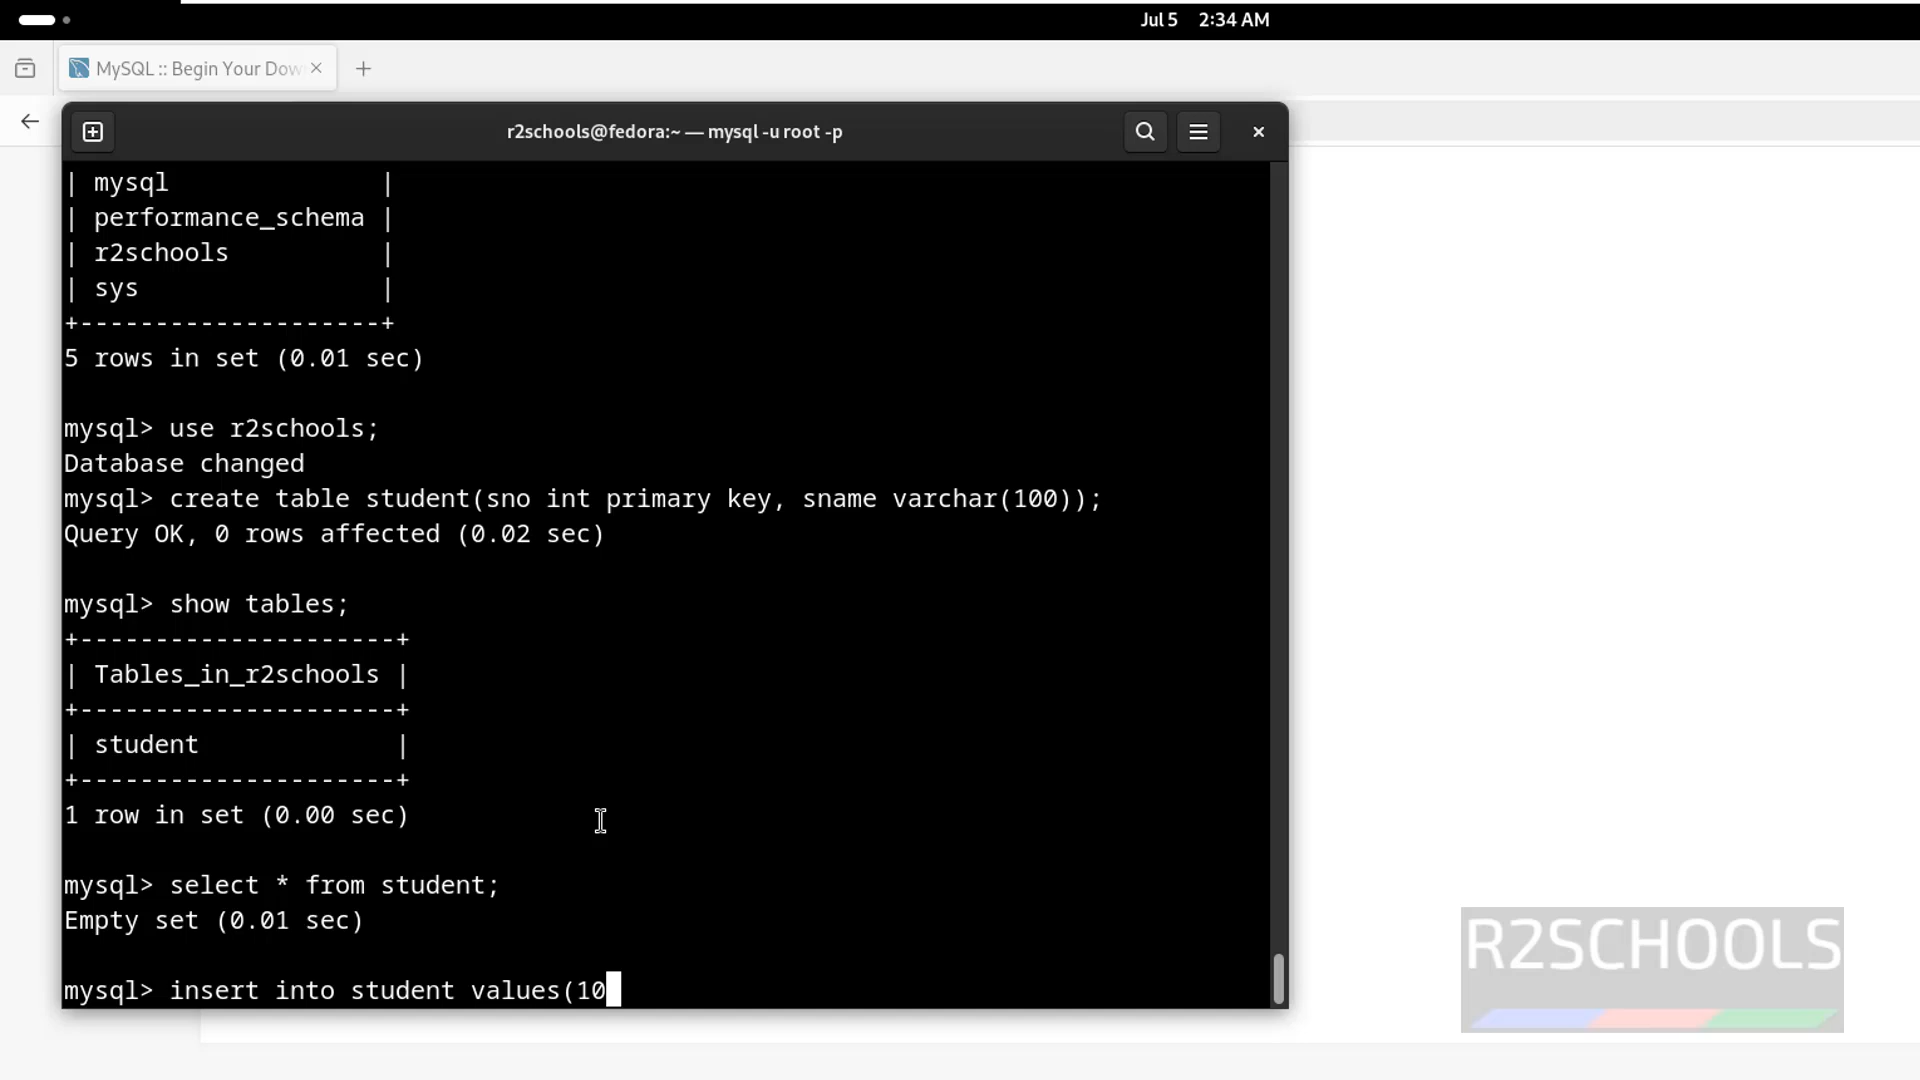 Jul 5 2:34 AM
MySQL :: Begin Your Dow
r2schools@fedora:~ — mysql -u root -p
| mysql              |
| performance_schema |
| r2schools          |
| sys                |
+--------------------+
5 rows in set (0.01 sec)
mysql> use r2schools;
Database changed
mysql> create table student(sno int primary key, sname varchar(100));
Query OK, 0 rows affected (0.02 sec)
mysql> show tables;
+---------------------+
| Tables_in_r2schools |
+---------------------+
| student             |
+---------------------+
1 row in set (0.00 sec)
mysql> select * from student;
Empty set (0.01 sec)
mysql> insert into student values(10
R2SCHOOLS